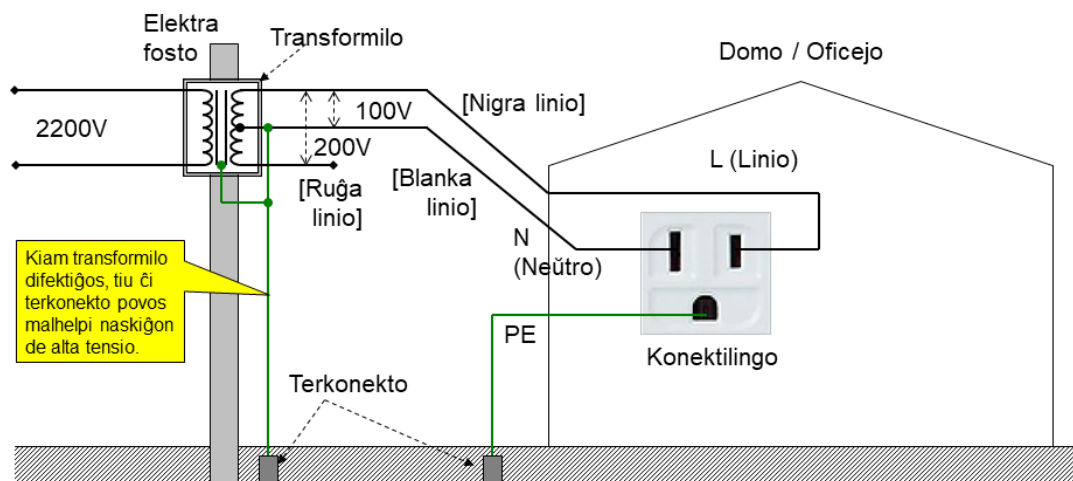 Elektra
fosto
Transformilo
Domo / Oficejo
2200V
100V
200V
[Nigra linio]
[Ruĝa
linio]
[Blanka
linio]
L (Linio)
N
(Neŭtro)
Kiam transformilo
difektiĝos, tiu ĉi
terkonekto povos
malhelpi naskiĝon
de alta tensio.
PE
Konektilingo
Terkonekto